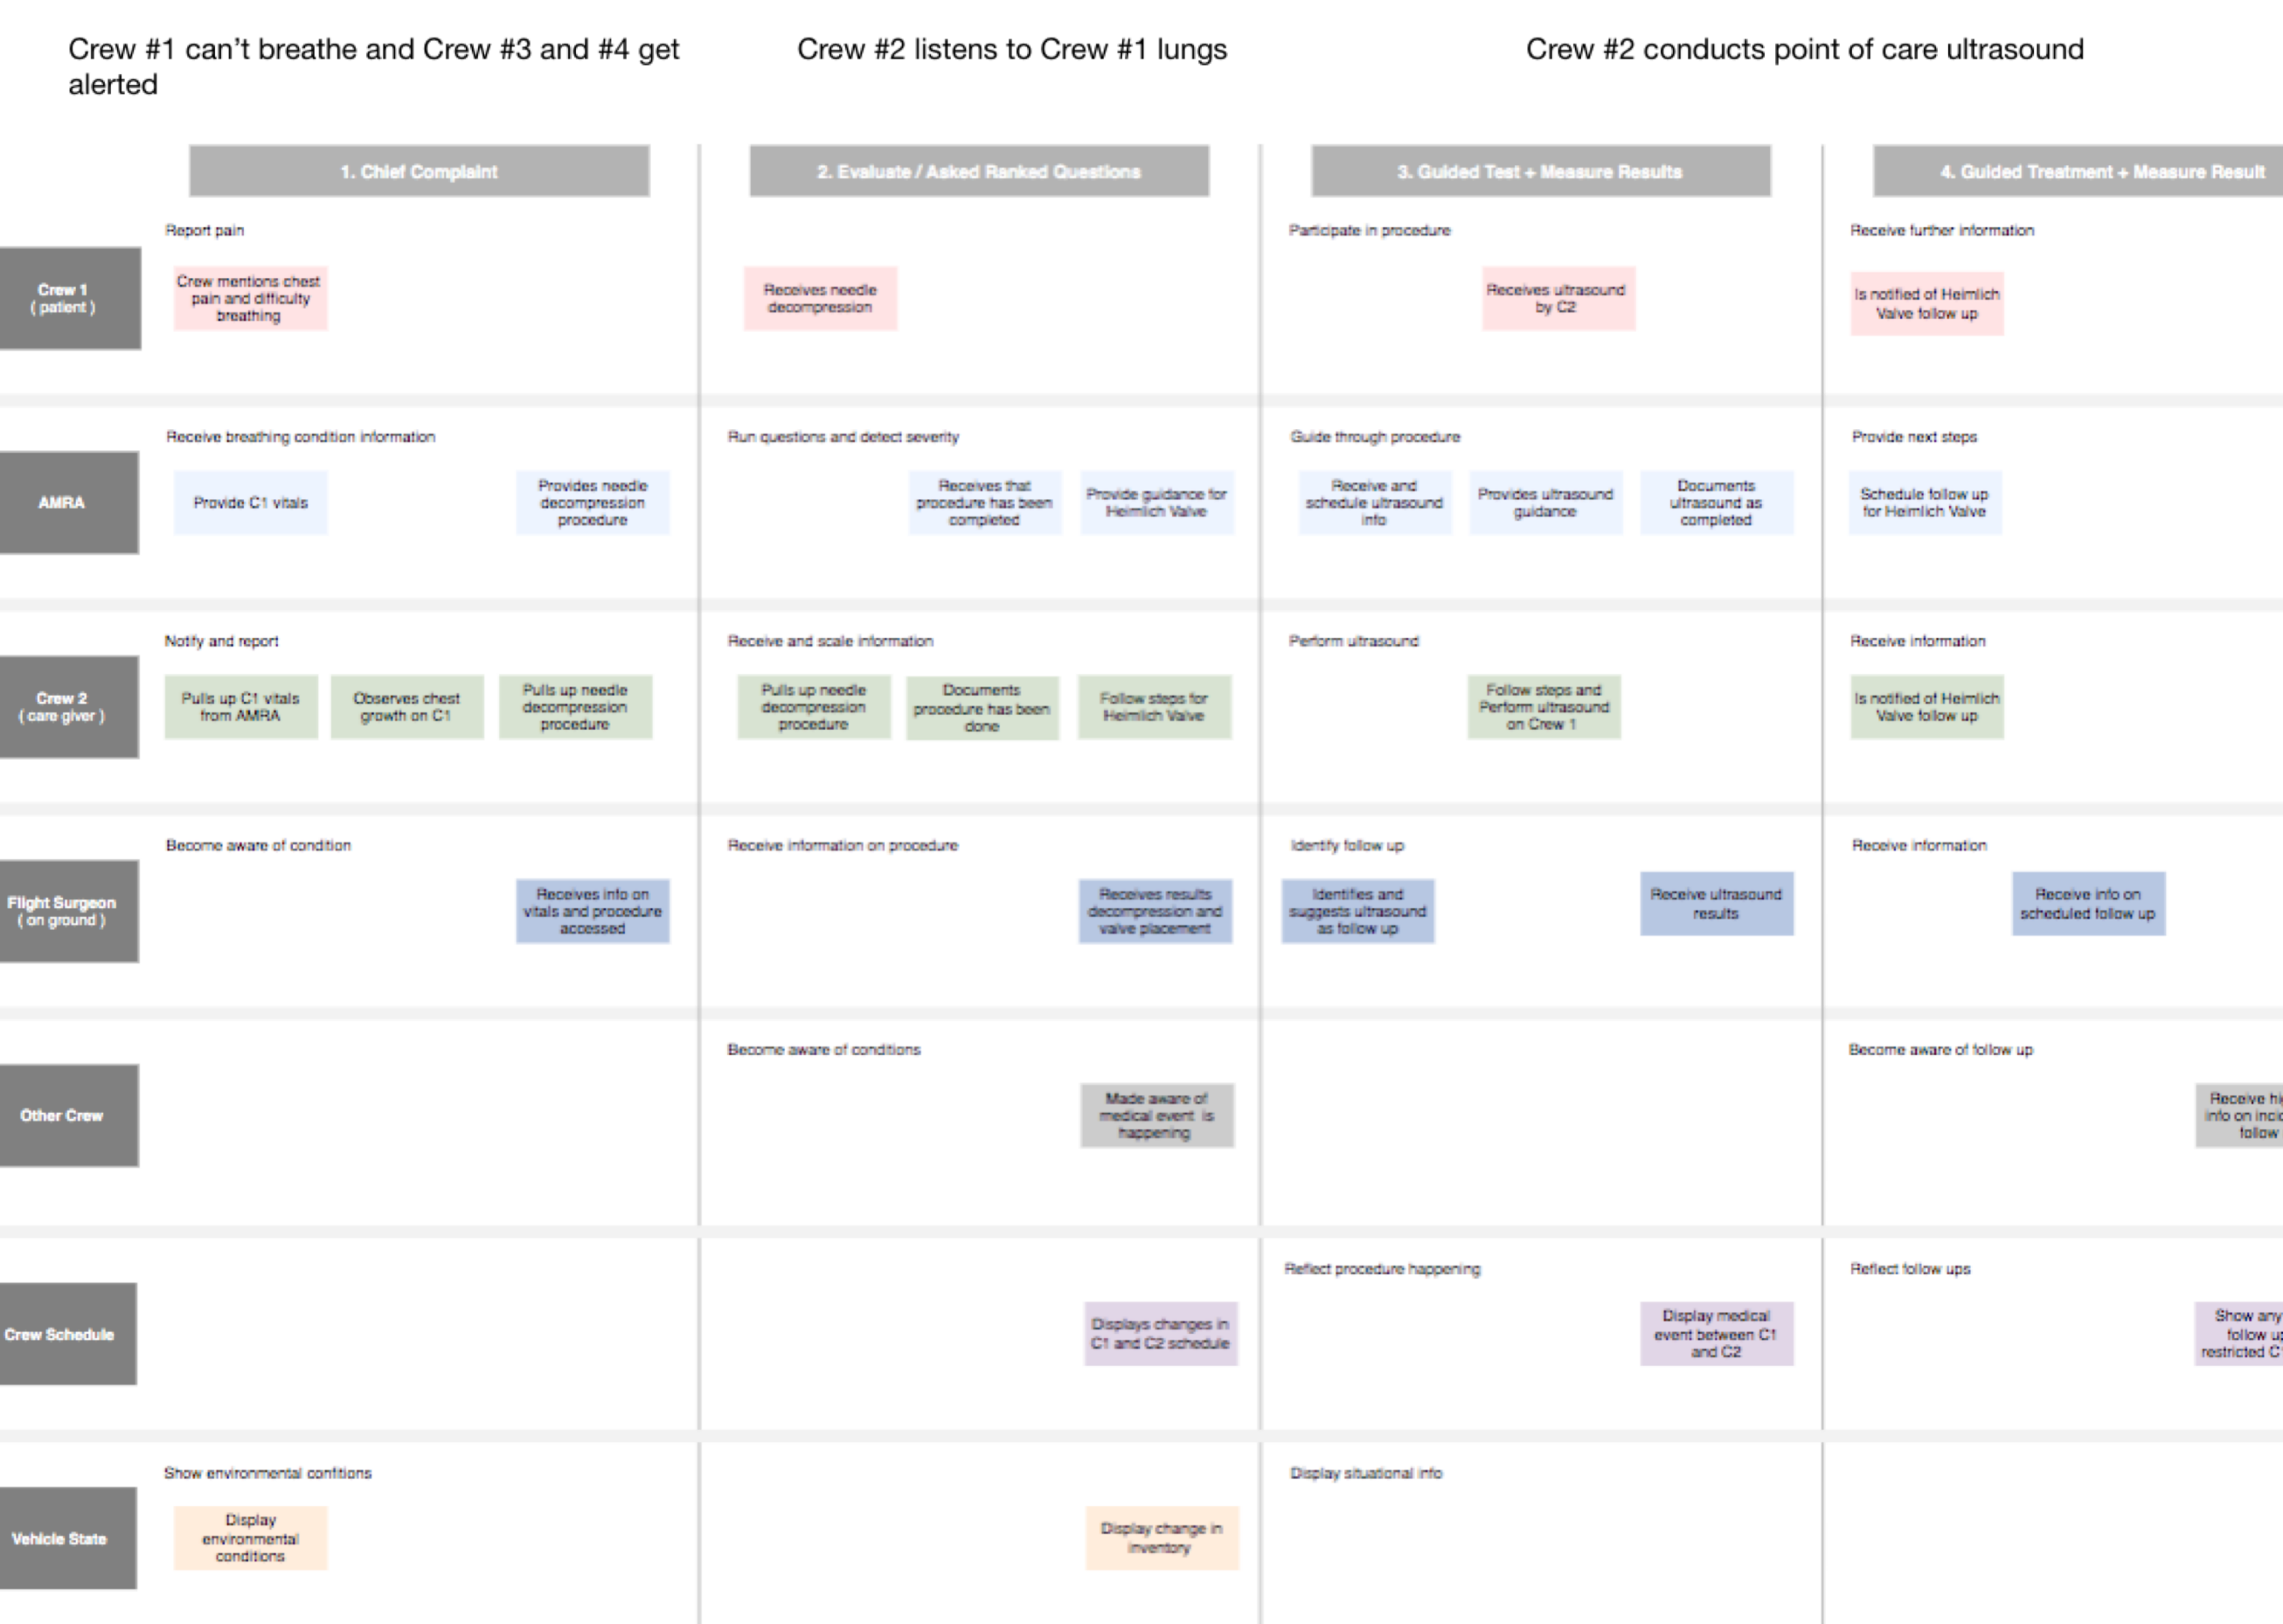 Crew #1 can't breathe and Crew #3 and #4 get
alerted
Crew #2 listens to Crew #1 lungs
Crew #2 conducts point of care ultrasound
1. Chief Complaint
2. Evaluate / Asked Ranked Questions
3. Guided Test + Measure Results
4. Guided Treatment + Measure Result
Crew 1
( patient )
Report pain
Crew mentions chest
pain and difficulty
breathing
Receives needle
decompression
Participate in procedure
Receives ultrasound
by C2
Receive further information
Is notified of Heimlich
Valve follow up
AMRA
Receive breathing condition information
Provide C1 vitals
Provides needle
decompression
procedure
Run questions and detect severity
Receives that
procedure has been
completed
Provide guidance for
Heimlich Valve
Guide through procedure
Receive and
schedule ultrasound
info
Provides ultrasound
guidance
Documents
ultrasound as
completed
Provide next steps
Schedule follow up
for Heimlich Valve
Crew 2
( care giver )
Notify and report
Pulls up C1 vitals
from AMRA
Observes chest
growth on C1
Pulls up needle
decompression
procedure
Receive and scale information
Pulls up needle
decompression
procedure
Documents
procedure has been
done
Follow steps for
Heimlich Valve
Perform ultrasound
Follow steps and
Perform ultrasound
on Crew 1
Receive information
Is notified of Heimlich
Valve follow up
Flight Surgeon
( on ground )
Become aware of condition
Receives info on
vitals and procedure
accessed
Receive information on procedure
Receives results
decompression and
valve placement
Identify follow up
Identifies and
suggests ultrasound
as follow up
Receive ultrasound
results
Receive information
Receive info on
scheduled follow up
Other Crew
Become aware of conditions
Made aware of
medical event is
happening
Become aware of follow up
Receive
info on
follow
Crew Schedule
Displays changes in
C1 and C2 schedule
Reflect procedure happening
Display medical
event between C1
and C2
Reflect follow ups
Show any
follow
restricted
Vehicle State
Show environmental confitions
Display
environmental
conditions
Display change in
inventory
Display situational info